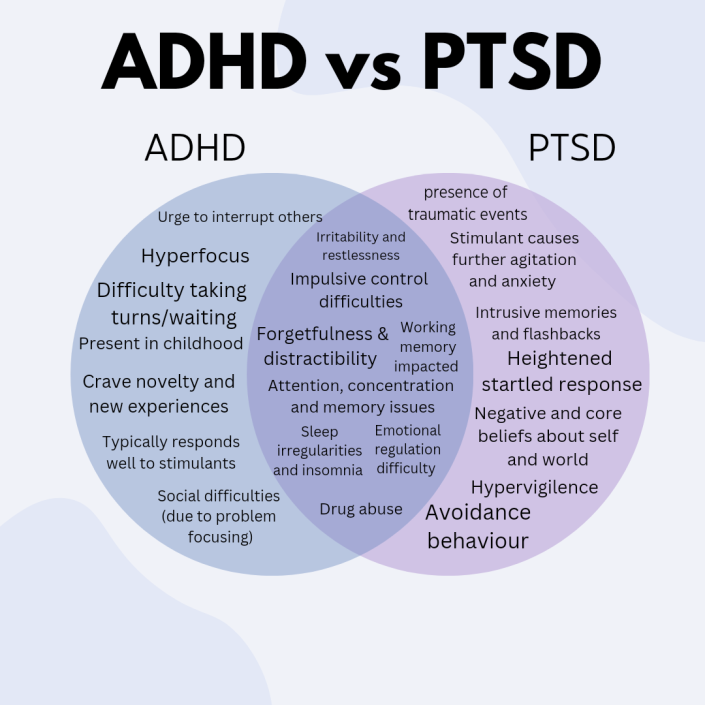 ADHD vs PTSD
ADHD
PTSD
Urge to interrupt others
Hyperfocus
Difficulty taking
turns/waiting
Present in childhood
Crave novelty and
new experiences
Typically responds
well to stimulants
Social difficulties
(due to problem
focusing)
Irritability and
restlessness
Impulsive control
difficulties
Forgetfulness &
distractibility
Working
memory
impacted
Attention, concentration
and memory issues
Sleep
irregularities
and insomnia
Emotional
regulation
difficulty
Drug abuse
presence of
traumatic events
Stimulant causes
further agitation
and anxiety
Intrusive memories
and flashbacks
Heightened
startled response
Negative and core
beliefs about self
and world
Hypervigilence
Avoidance
behaviour